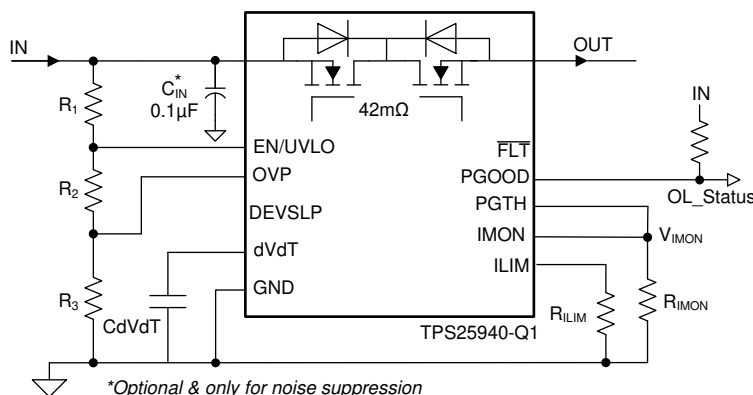 IN
OUT
C*IN
0.1µF
42mΩ
IN
R1
EN/UVLO
FLT
OVP
PGOOD
OL_Status
R2
DEVSLP
PGTH
dVdT
IMON
VIMON
ILIM
GND
R3
CdVdT
RILIM
RIMON
TPS25940-Q1
*Optional & only for noise suppression